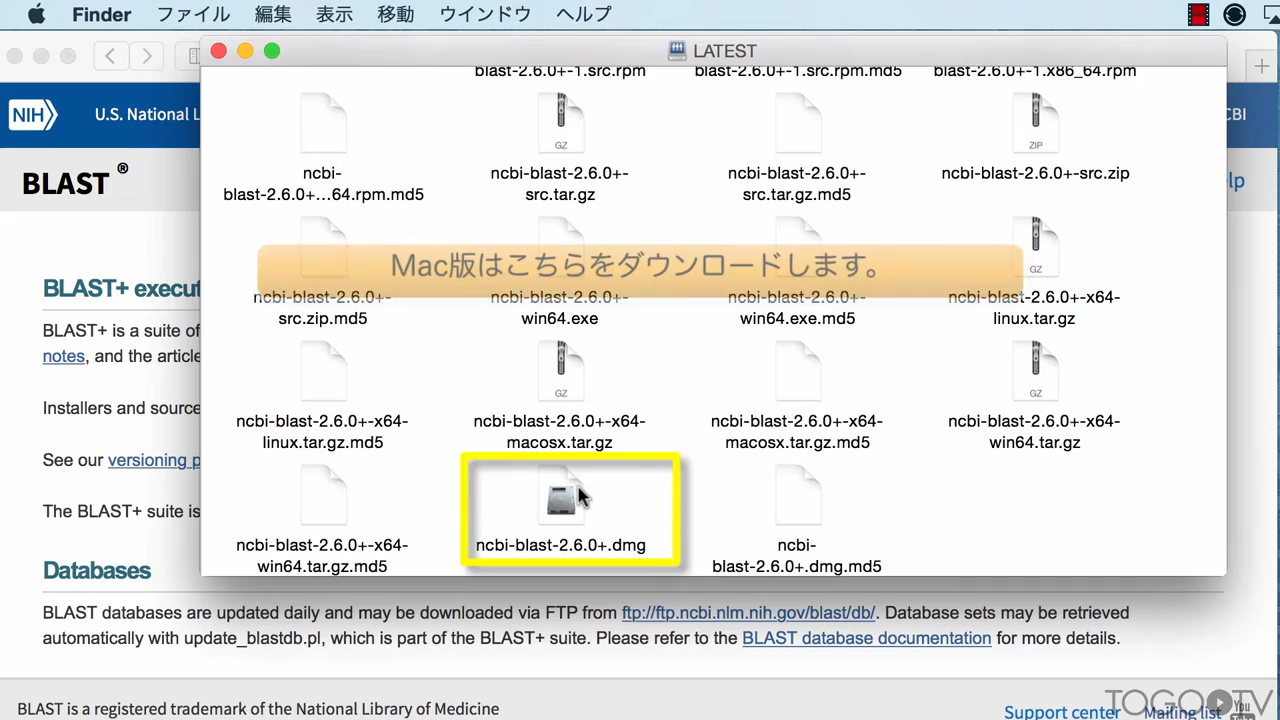 Finder ファイル 編集 表示 移動 ウインドウ ヘルプ
LATEST
blast-2.6.0+-1.src.rpm blast-2.6.0+-1.src.rpm.md5 blast-2.6.0+-1.x86_64.rpm
NIH U.S. National L CBI
GZ ZIP
BLAST ®
ncbi-
blast-2.6.0+...64.rpm.md5
ncbi-blast-2.6.0+-
src.tar.gz
ncbi-blast-2.6.0+-
src.tar.gz.md5
ncbi-blast-2.6.0+-src.zip
lp
Mac版はこちらをダウンロードします。
GZ
ncbi-blast-2.6.0+-
src.zip.md5
ncbi-blast-2.6.0+-
win64.exe
ncbi-blast-2.6.0+-
win64.exe.md5
ncbi-blast-2.6.0+-x64-
linux.tar.gz
GZ GZ
ncbi-blast-2.6.0+-x64-
linux.tar.gz.md5
ncbi-blast-2.6.0+-x64-
macosx.tar.gz
ncbi-blast-2.6.0+-x64-
macosx.tar.gz.md5
ncbi-blast-2.6.0+-x64-
win64.tar.gz
ncbi-blast-2.6.0+-x64-
win64.tar.gz.md5
ncbi-blast-2.6.0+.dmg
ncbi-
blast-2.6.0+.dmg.md5
BLAST+ execu
BLAST+ is a suite of
notes, and the article
Installers and source
See our versioning p
The BLAST+ suite is
Databases
BLAST databases are updated daily and may be downloaded via FTP from ftp://ftp.ncbi.nlm.nih.gov/blast/db/. Database sets may be retrieved
automatically with update_blastdb.pl, which is part of the BLAST+ suite. Please refer to the BLAST database documentation for more details.
BLAST is a registered trademark of the National Library of Medicine
Support center Mailing list
TOGOTV
You